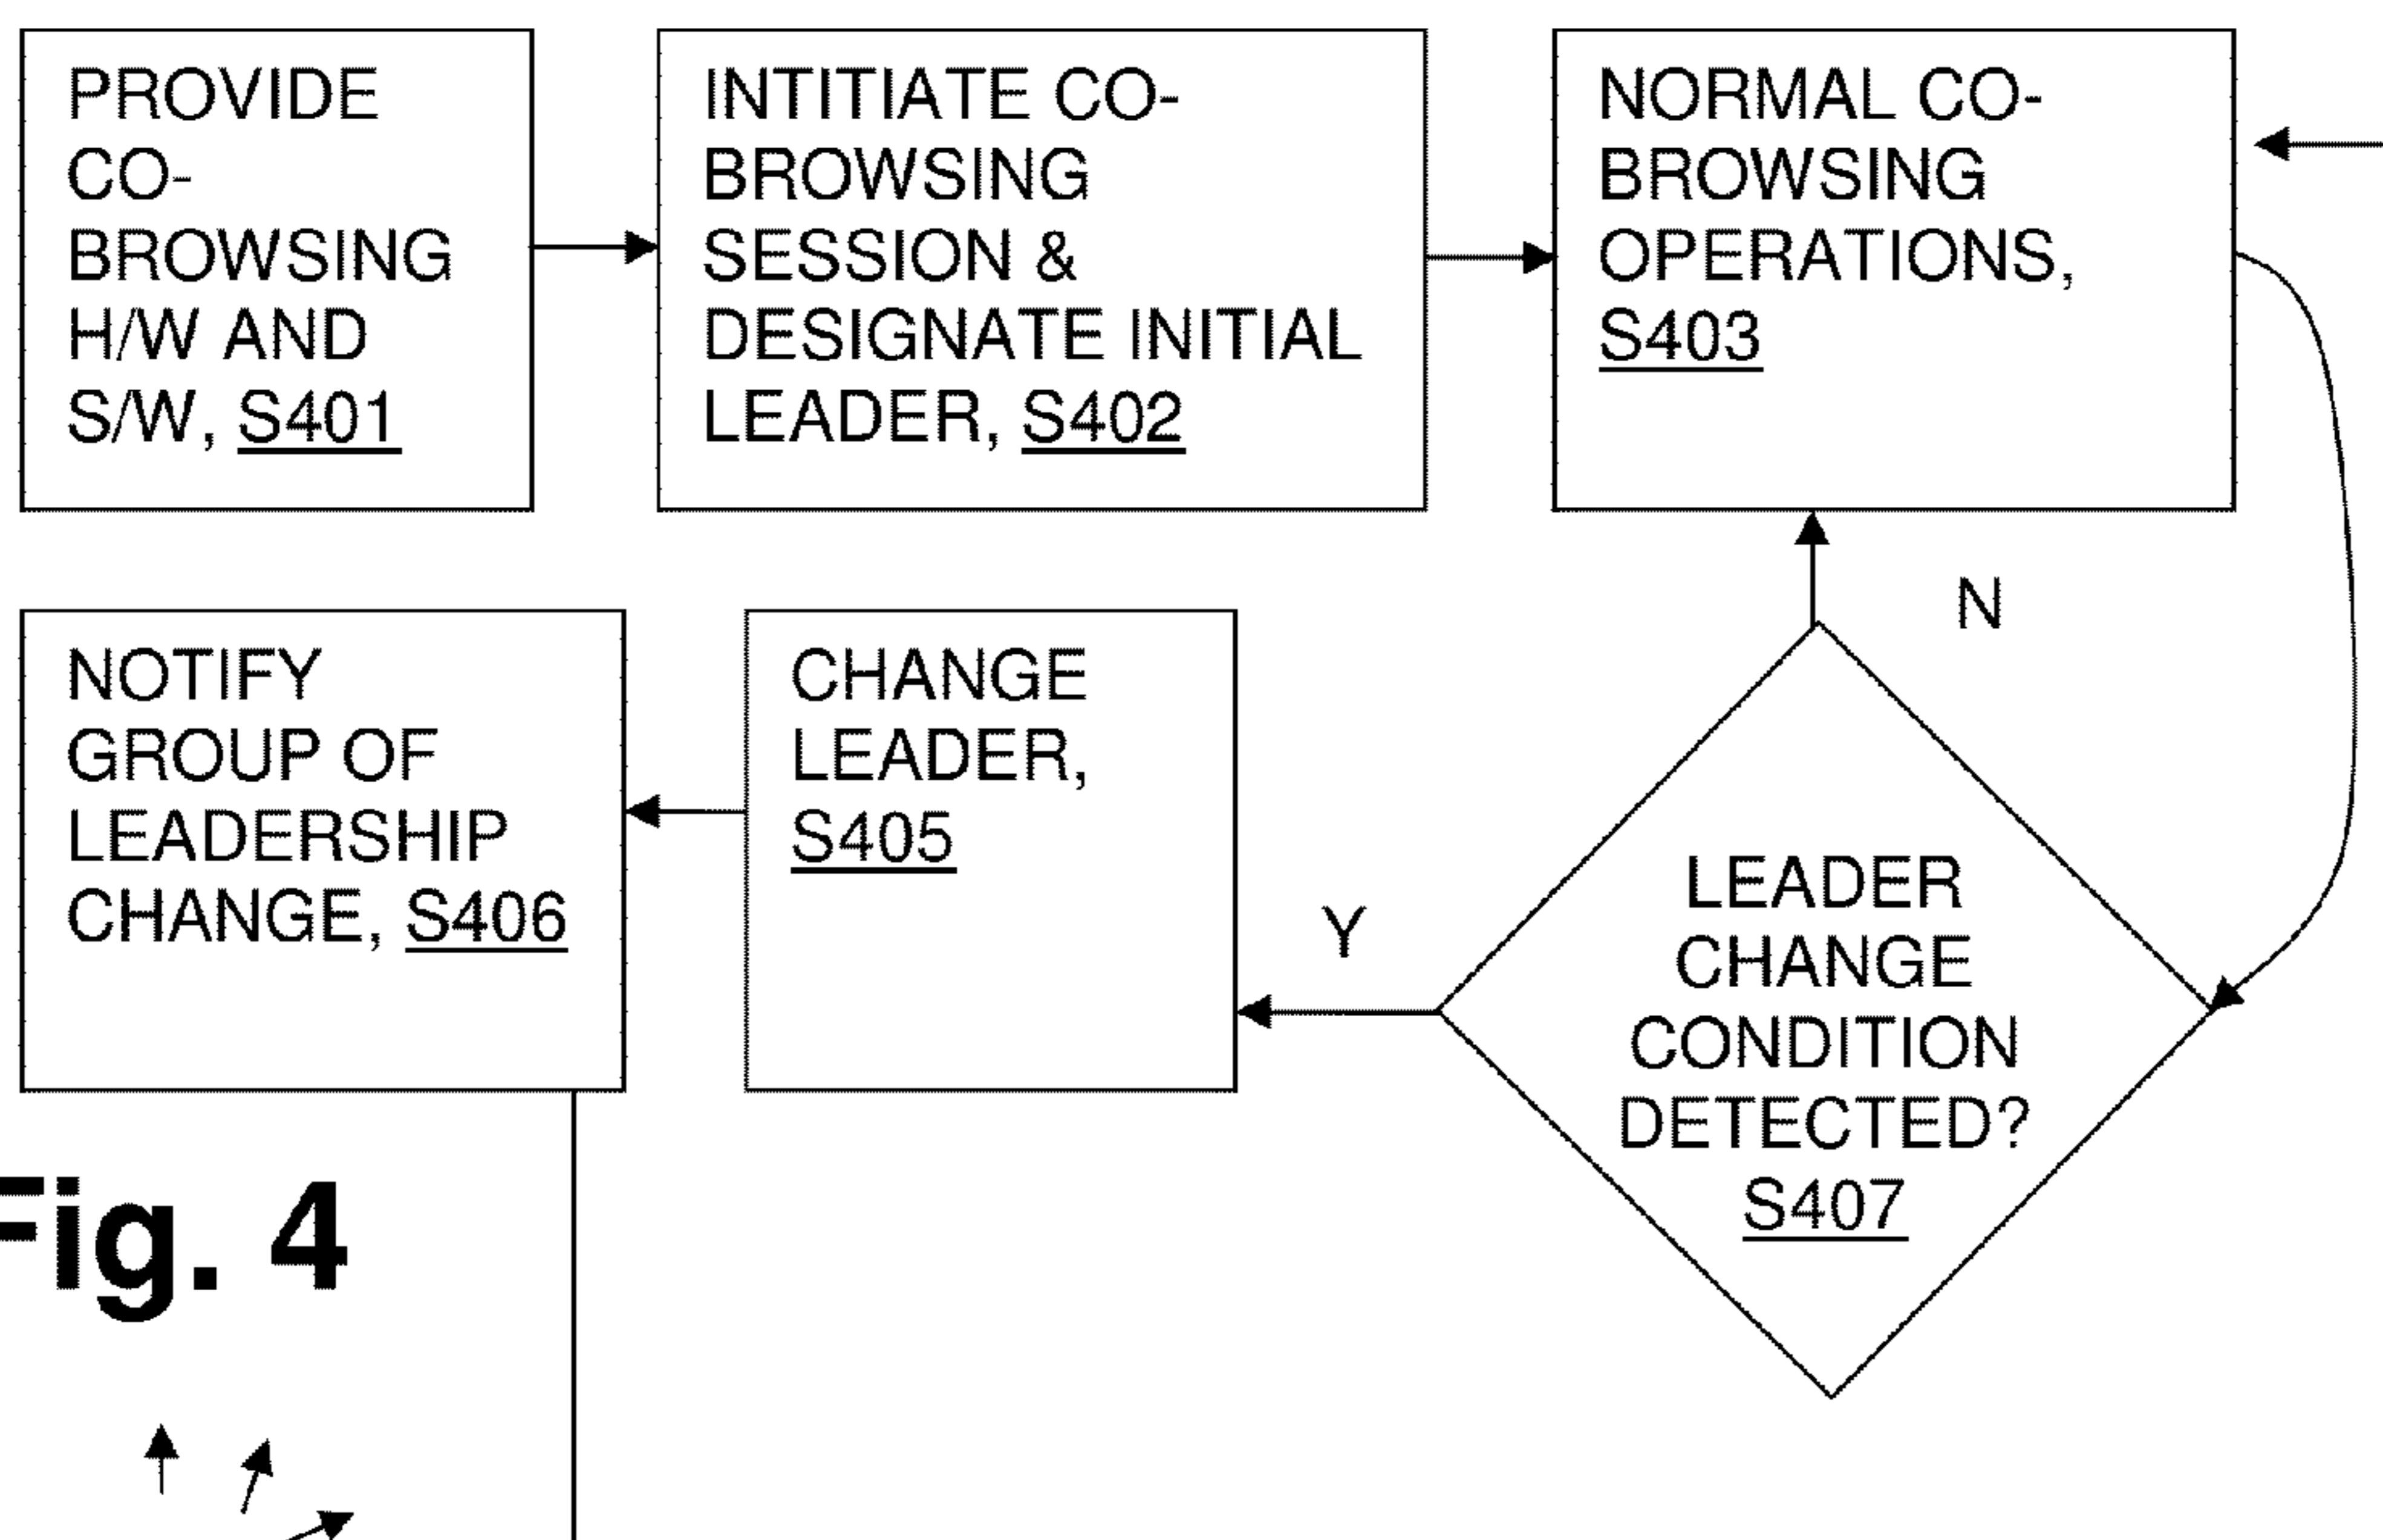 PROVIDE
CO-
BROWSING
H/W AND
S/W, S401
INTITIATE CO-
BROWSING
SESSION &
DESIGNATE INITIAL
LEADER, S402
NORMAL CO-
BROWSING
OPERATIONS,
S403
NOTIFY
GROUP OF
LEADERSHIP
CHANGE, S406
CHANGE
LEADER,
S405
Y
N
LEADER
CHANGE
CONDITION
DETECTED?
S407
Fig. 4